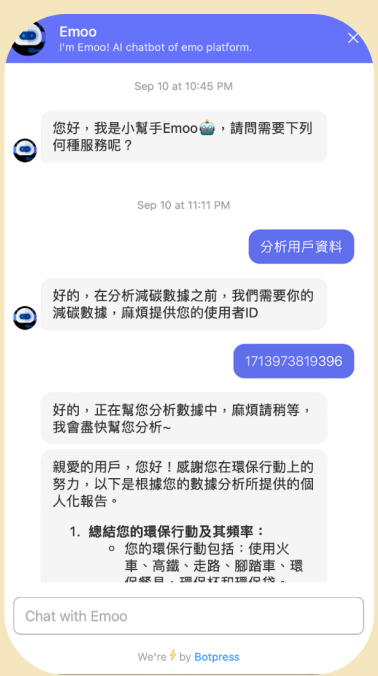 Emoo
I'm Emoo! AI chatbot of emo platform.
Sep 10 at 10:45 PM
您好，我是小幫手Emoo🤖，請問需要下列
何種服務呢？
Sep 10 at 11:11 PM
分析用戶資料
好的，在分析減碳數據之前，我們需要你的
減碳數據，麻煩提供您的使用者ID
1713973819396
好的，正在幫您分析數據中，麻煩請稍等，
我會盡快幫您分析~
親愛的用戶，您好！感謝您在環保行動上的
努力，以下是根據您的數據分析所提供的個
人化報告。
1. 總結您的環保行動及其頻率：
○ 您的環保行動包括：使用火
車、高鐵、走路、腳踏車、環
保餐具、環保杯和環保袋。
Chat with Emoo
We're⚡by Botpress